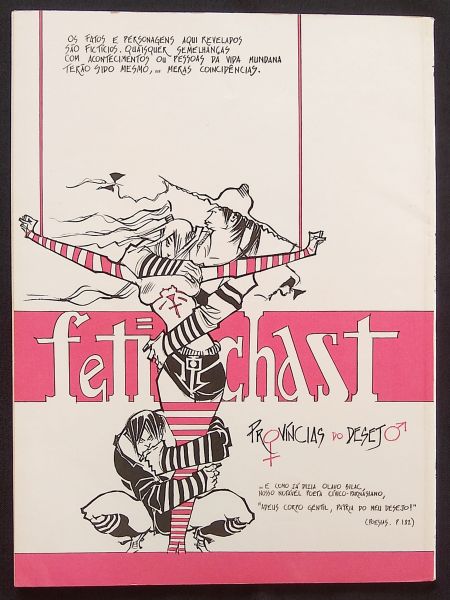 OS FATOS E PERSONAGENS AQUI REVELADOS
SÃO FICTÍCIOS. QUAISQUER SEMELHANÇAS
COM ACONTECIMENTOS OU PESSOAS DA VIDA MUNDANA
TERÃO SIDO MESMO, ... MERAS COINCIDÊNCIAS.
fetichast
PROVÍNCIAS DO DESEJO
... E COMO JÁ DIZIA OLAVO BILAC,
NOSSO NOTÁVEL POETA CÍVICO-PARNASIANO,
"ADEUS CORPO GENTIL, PÁTRIA DO MEU DESEJO!"
(POESIAS. P.182)